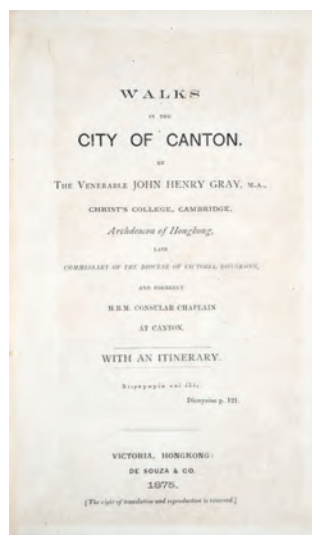 WALKS
IN THE
CITY OF CANTON.
BY
THE VENERABLE JOHN HENRY GRAY, M.A.,
CHRIST'S COLLEGE, CAMBRIDGE,
Archdeacon of Hongkong,
LATE
COMMISSARY OF THE DIOCESE OF VICTORIA, HONGKONG,
AND FORMERLY
H.B.M. CONSULAR CHAPLAIN
AT CANTON.
WITH AN ITINERARY.
Dionysius p. 121.
VICTORIA, HONGKONG:
DE SOUZA & CO.
1875.
[The right of translation and reproduction is reserved.]